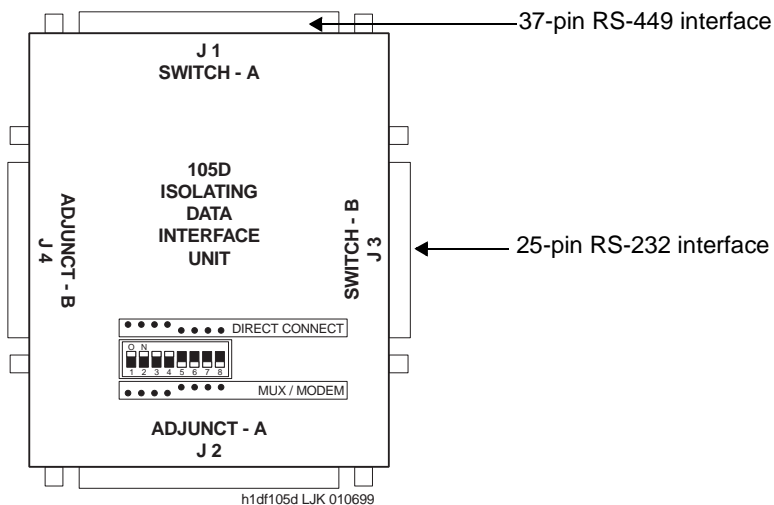 37-pin RS-449 interface
J 1
SWITCH - A
105D
ISOLATING
DATA
INTERFACE
UNIT
ADJUNCT - B
J 4
SWITCH - B
J 3
25-pin RS-232 interface
DIRECT CONNECT
O N
1 2 3 4 5 6 7 8
MUX / MODEM
ADJUNCT - A
J 2
h1df105d LJK 010699